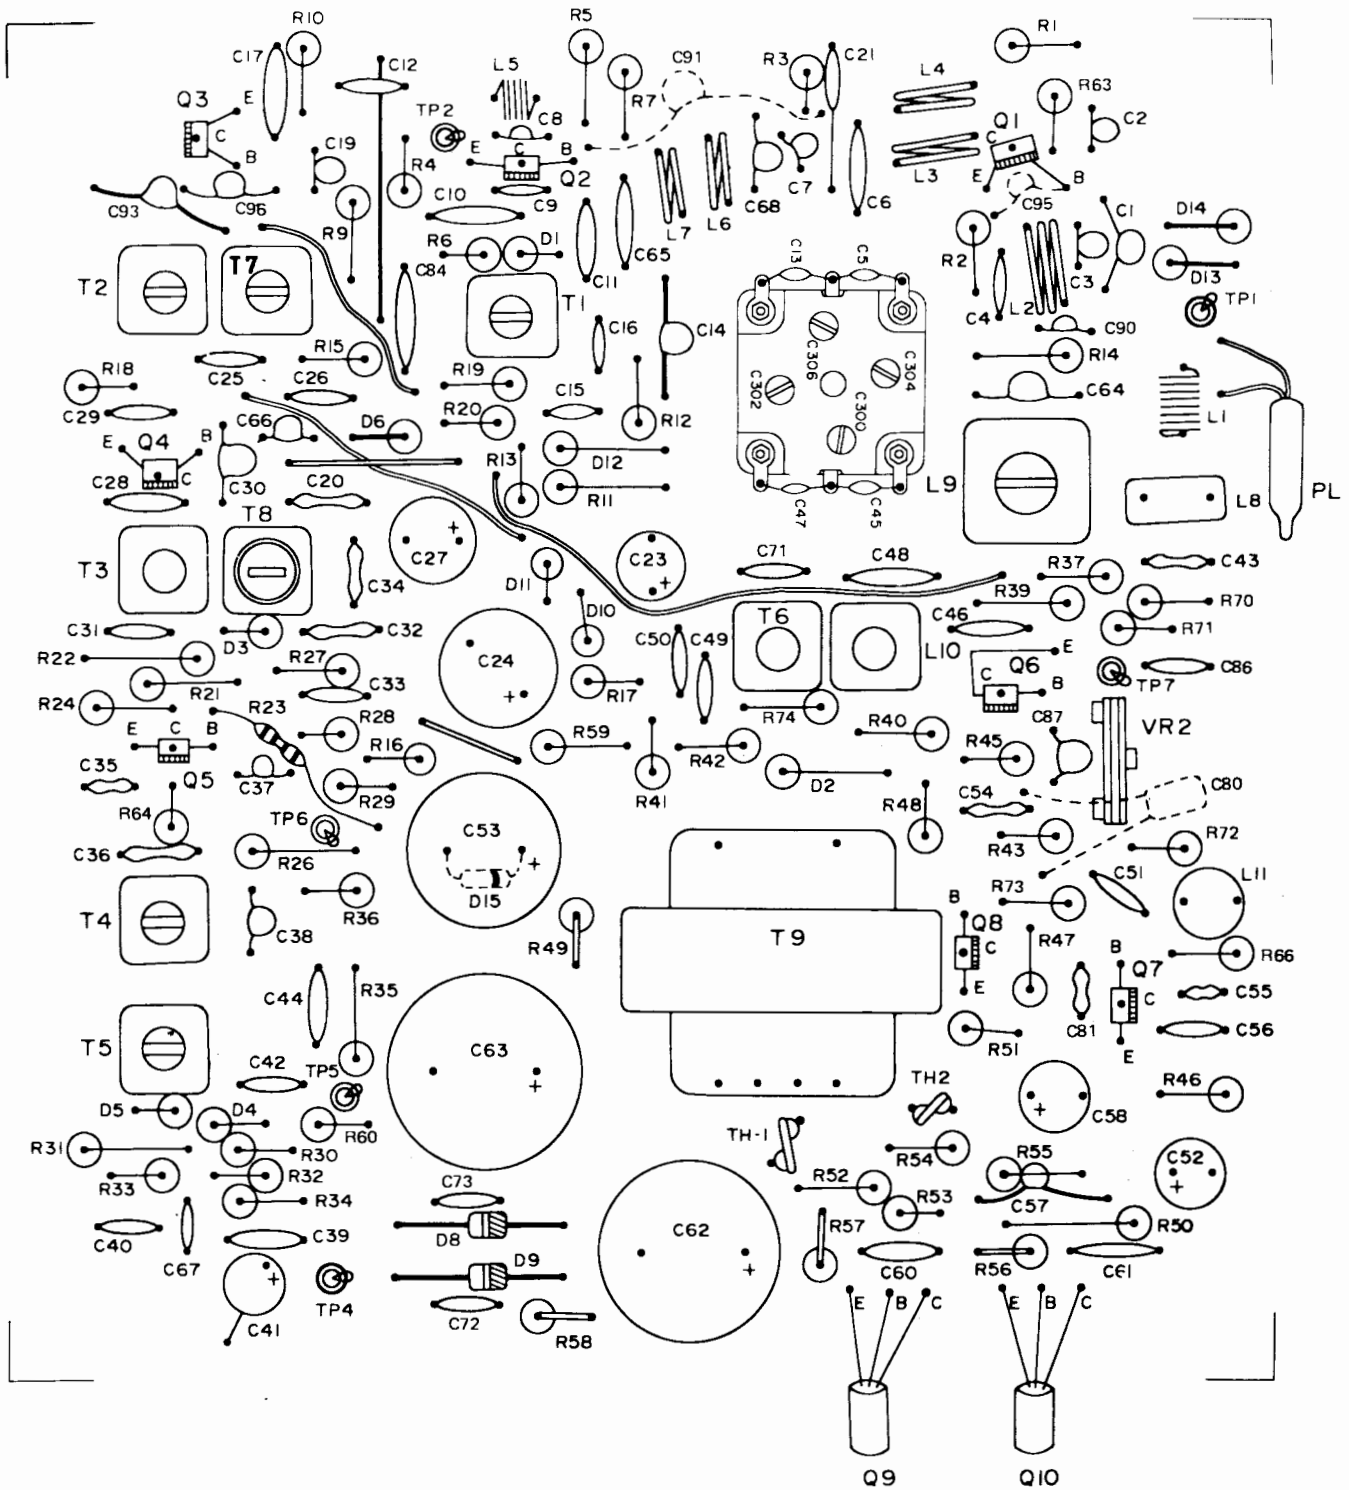 R10
R5
R1
C17
C12
L5
C91
R3
C21
L4
R63
Q3
E
TP2
R7
C8
C2
C
C19
R4
E
C
B
Q1
C
B
Q2
C7
L3
E
B
C10
C9
C68
C6
C95
C93
C96
R9
L7
L6
C1
D14
R6
D1
C65
R2
C3
D13
T2
T7
C84
C11
C13
C5
C4
L2
TP1
T1
C16
C14
C306
C304
C302
C300
C90
R15
R14
R18
C25
C26
R19
C29
R20
C15
R12
C64
L1
E
Q4
B
C66
D6
D12
C
R13
C28
C30
C20
R11
L9
C47
C45
L8
PL
T8
T3
C34
C27
+
C23
+
C71
C48
D11
R37
C43
R39
R70
C31
D3
C32
D10
C50
C49
T6
C46
R71
R22
R27
C24
+
L10
Q6
E
C
B
TP7
C86
R21
C33
R17
R24
R23
R28
R74
R40
C87
VR2
E
C
B
R16
R59
R42
R45
C35
Q5
C37
R29
R41
D2
C54
C80
R64
TP6
C53
+
R48
R43
R72
C36
R26
D15
R73
C51
L11
T4
R36
C38
R49
T9
B
Q8
C
E
R47
R66
B
Q7
C
E
C44
R35
C81
C55
C56
R51
T5
C63
+
C42
TP5
TH2
C58
+
R46
D5
D4
R60
TH-1
R31
R30
R54
R55
C52
+
R33
R32
R52
R34
C73
R53
C57
C40
C67
C39
D8
C62
+
R57
R50
C60
R56
C61
D9
C41
+
TP4
C72
R58
E
B
C
E
B
C
Q9
Q10